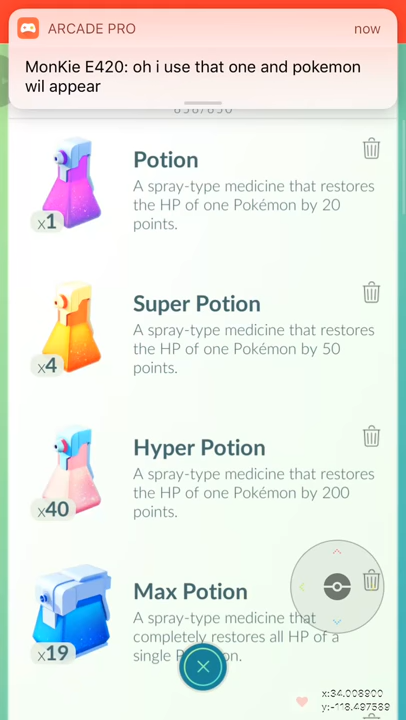 ARCADE PRO
now
MonKie E420: oh i use that one and pokemon
wil appear
Potion
A spray-type medicine that restores
the HP of one Pokémon by 20
points.
x1
Super Potion
A spray-type medicine that restores
the HP of one Pokémon by 50
points.
x4
Hyper Potion
A spray-type medicine that restores
the HP of one Pokémon by 200
points.
x40
Max Potion
A spray-type medicine that
completely restores all HP of a
single
x19
x:34.008900
y:-118.497589